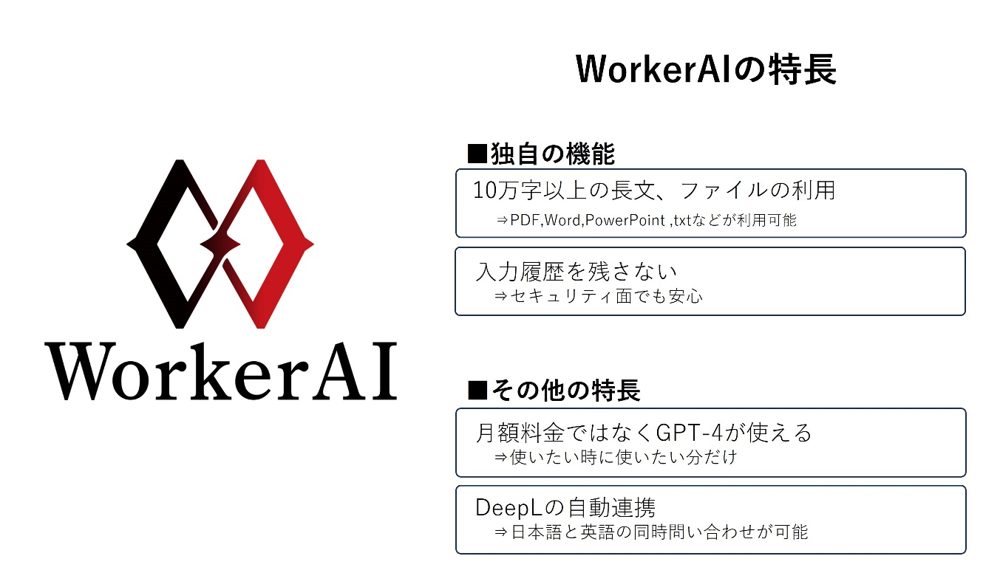 WorkerAIの特長
WorkerAI
■独自の機能
10万字以上の長文、ファイルの利用
⇒PDF,Word,PowerPoint ,txtなどが利用可能
入力履歴を残さない
⇒セキュリティ面でも安心
■その他の特長
月額料金ではなくGPT-4が使える
⇒使いたい時に使いたい分だけ
DeepLの自動連携
⇒日本語と英語の同時問い合わせが可能